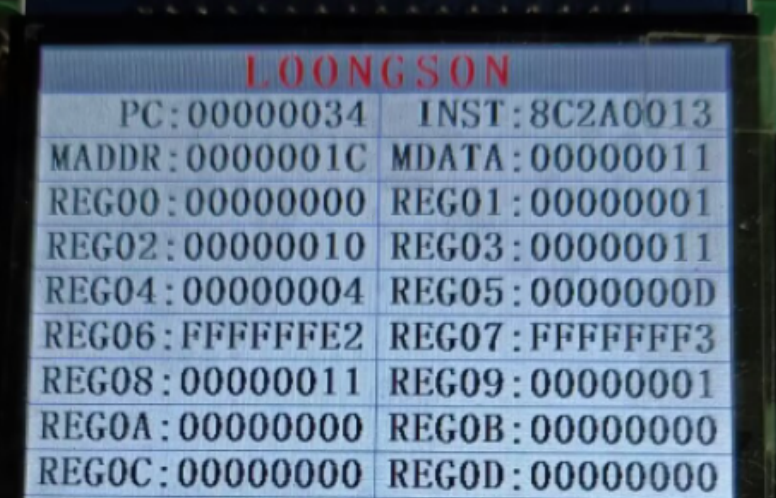 LOONGSON
PC:00000034 INST:8C2A0013
MADDR:0000001C MDATA:00000011
REG00:00000000 REG01:00000001
REG02:00000010 REG03:00000011
REG04:00000004 REG05:0000000D
REG06:FFFFFFE2 REG07:FFFFFFF3
REG08:00000011 REG09:00000001
REG0A:00000000 REG0B:00000000
REG0C:00000000 REG0D:00000000